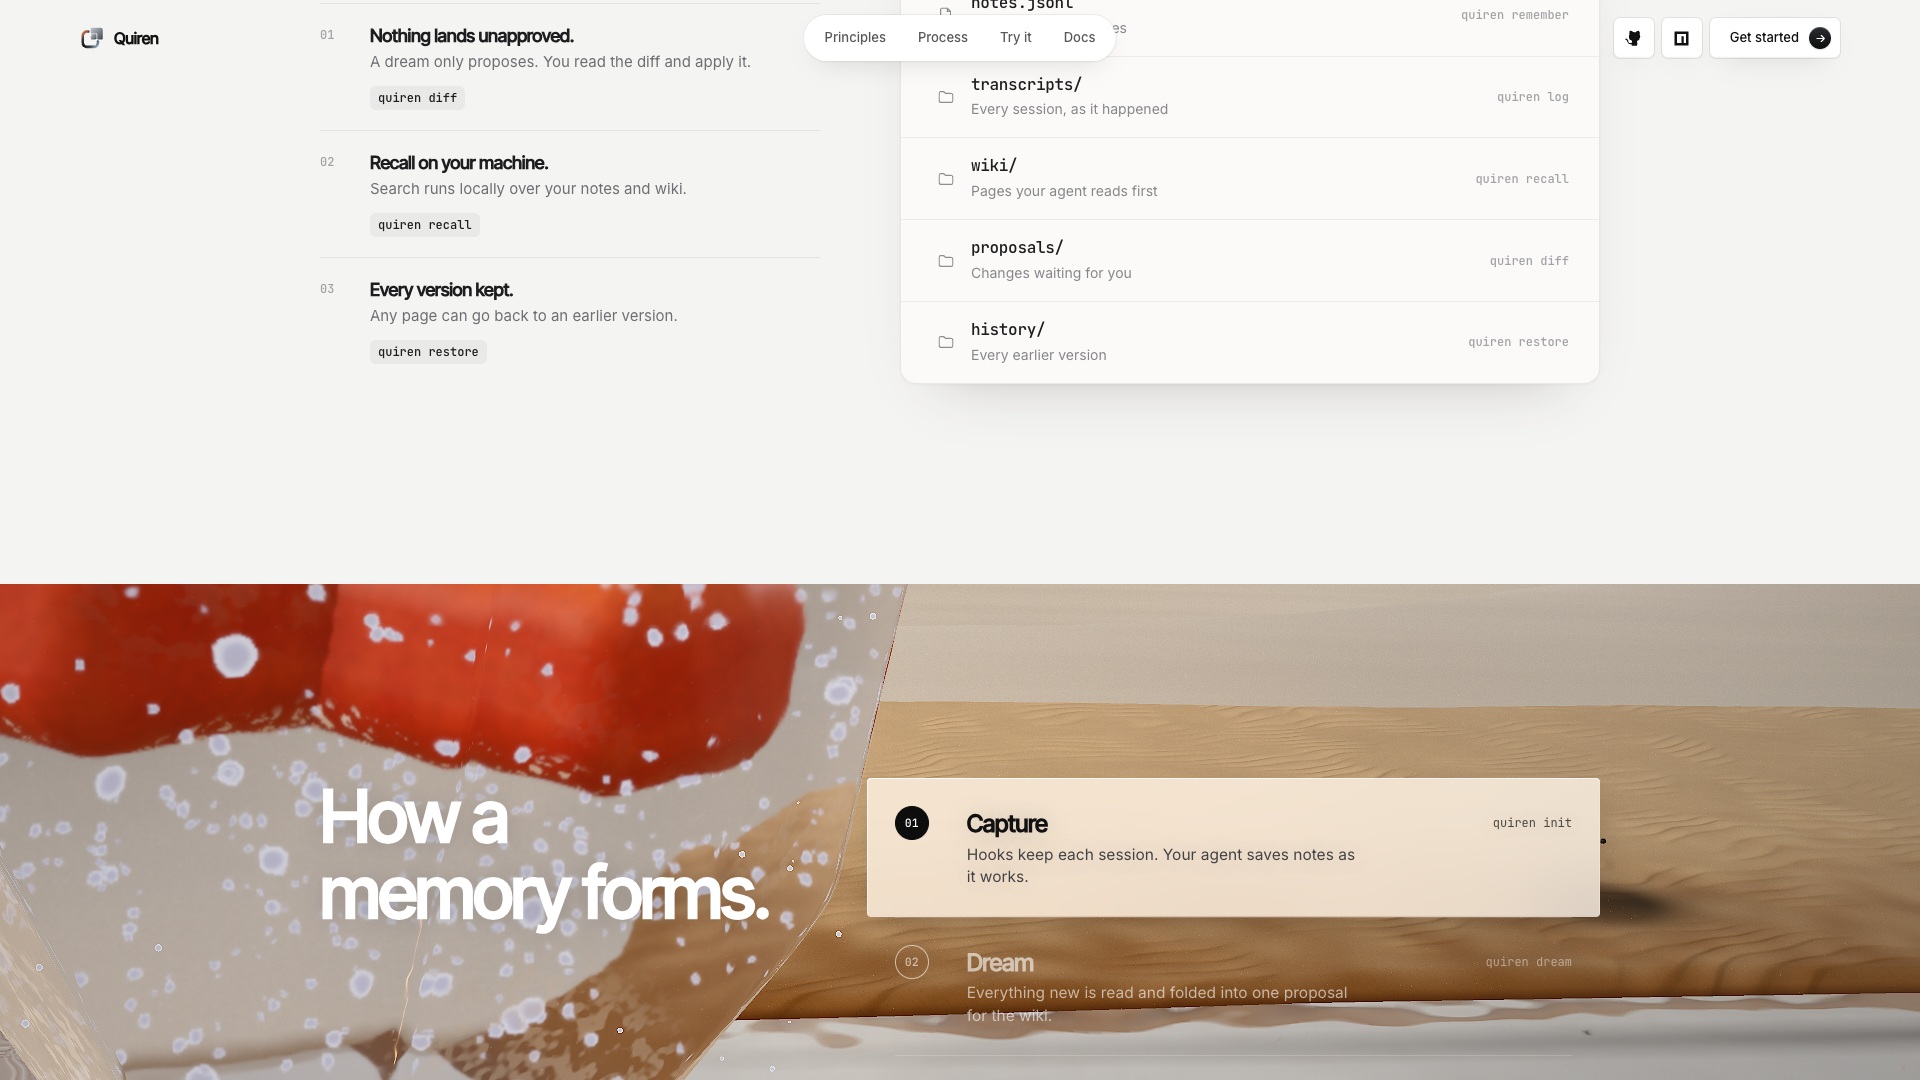 Quiren
Principles
Process
Try it
Docs
Get started
01
Nothing lands unapproved.
A dream only proposes. You read the diff and apply it.
quiren diff
02
Recall on your machine.
Search runs locally over your notes and wiki.
quiren recall
03
Every version kept.
Any page can go back to an earlier version.
quiren restore
notes.jsonl
quiren remember
transcripts/
Every session, as it happened
quiren log
wiki/
Pages your agent reads first
quiren recall
proposals/
Changes waiting for you
quiren diff
history/
Every earlier version
quiren restore
How a
memory forms.
01
Capture
quiren init
Hooks keep each session. Your agent saves notes as
it works.
02
Dream
quiren dream
Everything new is read and folded into one proposal
for the wiki.